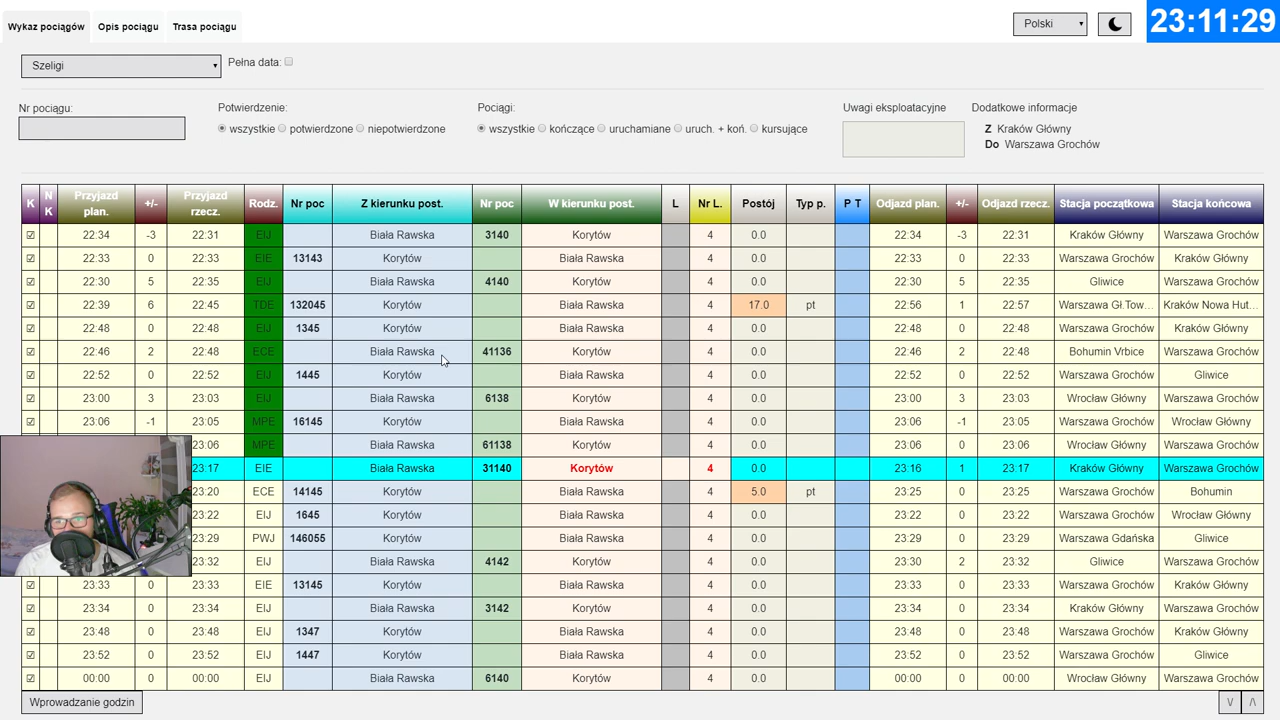 Wykaz pociągów Opis pociągu Trasa pociągu Polski 23:11:29
Szeligi Pełna data:
Nr pociągu: Potwierdzenie: Pociągi: Uwagi eksploatacyjne Dodatkowe informacje
wszystkie potwierdzone niepotwierdzone wszystkie kończące uruchamiane uruch. + koń. kursujące Z Kraków Główny
Do Warszawa Grochów
K N K Przyjazd plan. +/- Przyjazd rzecz. Rodz. Nr poc Z kierunku post. Nr poc W kierunku post. L Nr L. Postój Typ p. P T Odjazd plan. +/- Odjazd rzecz. Stacja początkowa Stacja końcowa
22:34 -3 22:31 EIJ Biała Rawska 3140 Korytów 4 0.0 22:34 -3 22:31 Kraków Główny Warszawa Grochów
22:33 0 22:33 EIE 13143 Korytów Biała Rawska 4 0.0 22:33 0 22:33 Warszawa Grochów Kraków Główny
22:30 5 22:35 EIJ Biała Rawska 4140 Korytów 4 0.0 22:30 5 22:35 Gliwice Warszawa Grochów
22:39 6 22:45 TDE 132045 Korytów Biała Rawska 4 17.0 pt 22:56 1 22:57 Warszawa Gł.Tow... Kraków Nowa Hut...
22:48 0 22:48 EIJ 1345 Korytów Biała Rawska 4 0.0 22:48 0 22:48 Warszawa Grochów Kraków Główny
22:46 2 22:48 ECE Biała Rawska 41136 Korytów 4 0.0 22:46 2 22:48 Bohumin Vrbice Warszawa Grochów
22:52 0 22:52 EIJ 1445 Korytów Biała Rawska 4 0.0 22:52 0 22:52 Warszawa Grochów Gliwice
23:00 3 23:03 EIJ Biała Rawska 6138 Korytów 4 0.0 23:00 3 23:03 Wrocław Główny Warszawa Grochów
23:06 -1 23:05 MPE 16145 Korytów Biała Rawska 4 0.0 23:06 -1 23:05 Warszawa Grochów Wrocław Główny
23:06 MPE Biała Rawska 61138 Korytów 4 0.0 23:06 0 23:06 Wrocław Główny Warszawa Grochów
23:17 EIE Biała Rawska 31140 Korytów 4 0.0 23:16 1 23:17 Kraków Główny Warszawa Grochów
23:20 ECE 14145 Korytów Biała Rawska 4 5.0 pt 23:25 0 23:25 Warszawa Grochów Bohumin
23:22 EIJ 1645 Korytów Biała Rawska 4 0.0 23:22 0 23:22 Warszawa Grochów Wrocław Główny
23:29 PWJ 146055 Korytów Biała Rawska 4 0.0 23:29 0 23:29 Warszawa Gdańska Gliwice
23:32 EIJ Biała Rawska 4142 Korytów 4 0.0 23:30 2 23:32 Gliwice Warszawa Grochów
23:33 0 23:33 EIE 13145 Korytów Biała Rawska 4 0.0 23:33 0 23:33 Warszawa Grochów Kraków Główny
23:34 0 23:34 EIJ Biała Rawska 3142 Korytów 4 0.0 23:34 0 23:34 Kraków Główny Warszawa Grochów
23:48 0 23:48 EIJ 1347 Korytów Biała Rawska 4 0.0 23:48 0 23:48 Warszawa Grochów Kraków Główny
23:52 0 23:52 EIJ 1447 Korytów Biała Rawska 4 0.0 23:52 0 23:52 Warszawa Grochów Gliwice
00:00 0 00:00 EIJ Biała Rawska 6140 Korytów 4 0.0 00:00 0 00:00 Wrocław Główny Warszawa Grochów
Wprowadzanie godzin